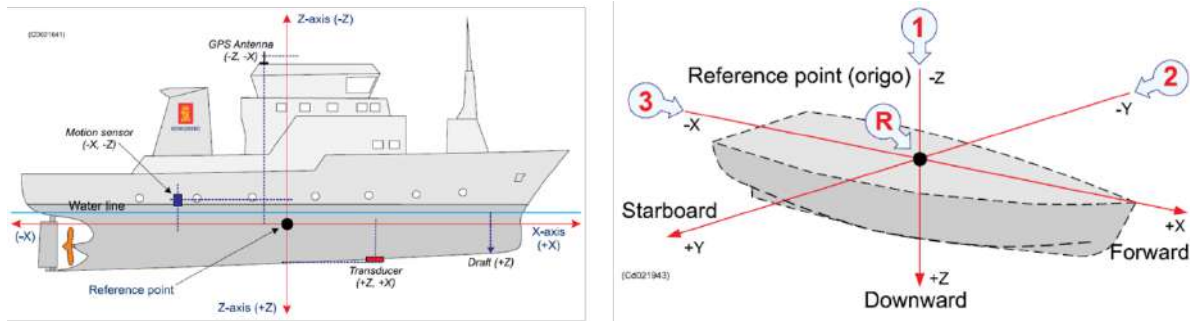 Z-axis (-Z)
(CD021641)
GPS Antenna
(-Z, -X)
Motion sensor
(-X, -Z)
Water line
(-X)
X-axis
(+X)
Draft (+Z)
Transducer
(+Z, +X)
Reference point
Z-axis (+Z)
1
Reference point (origo)
-Z
2
-Y
3
-X
R
Starboard
+Y
+X
Forward
(Cd021943)
+Z
Downward